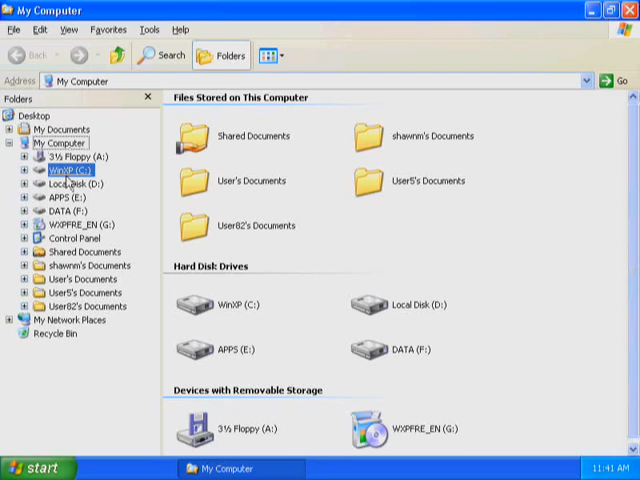 My Computer
File Edit View Favorites Tools Help
Back Search Folders
Address My Computer Go
Folders
Desktop
My Documents
My Computer
3½ Floppy (A:)
WinXP (C:)
Local Disk (D:)
APPS (E:)
DATA (F:)
WXPFRE_EN (G:)
Control Panel
Shared Documents
shawnm's Documents
User's Documents
User5's Documents
User82's Documents
My Network Places
Recycle Bin
Files Stored on This Computer
Shared Documents shawnm's Documents
User's Documents User5's Documents
User82's Documents
Hard Disk Drives
WinXP (C:) Local Disk (D:)
APPS (E:) DATA (F:)
Devices with Removable Storage
3½ Floppy (A:) WXPFRE_EN (G:)
start My Computer 11:41 AM